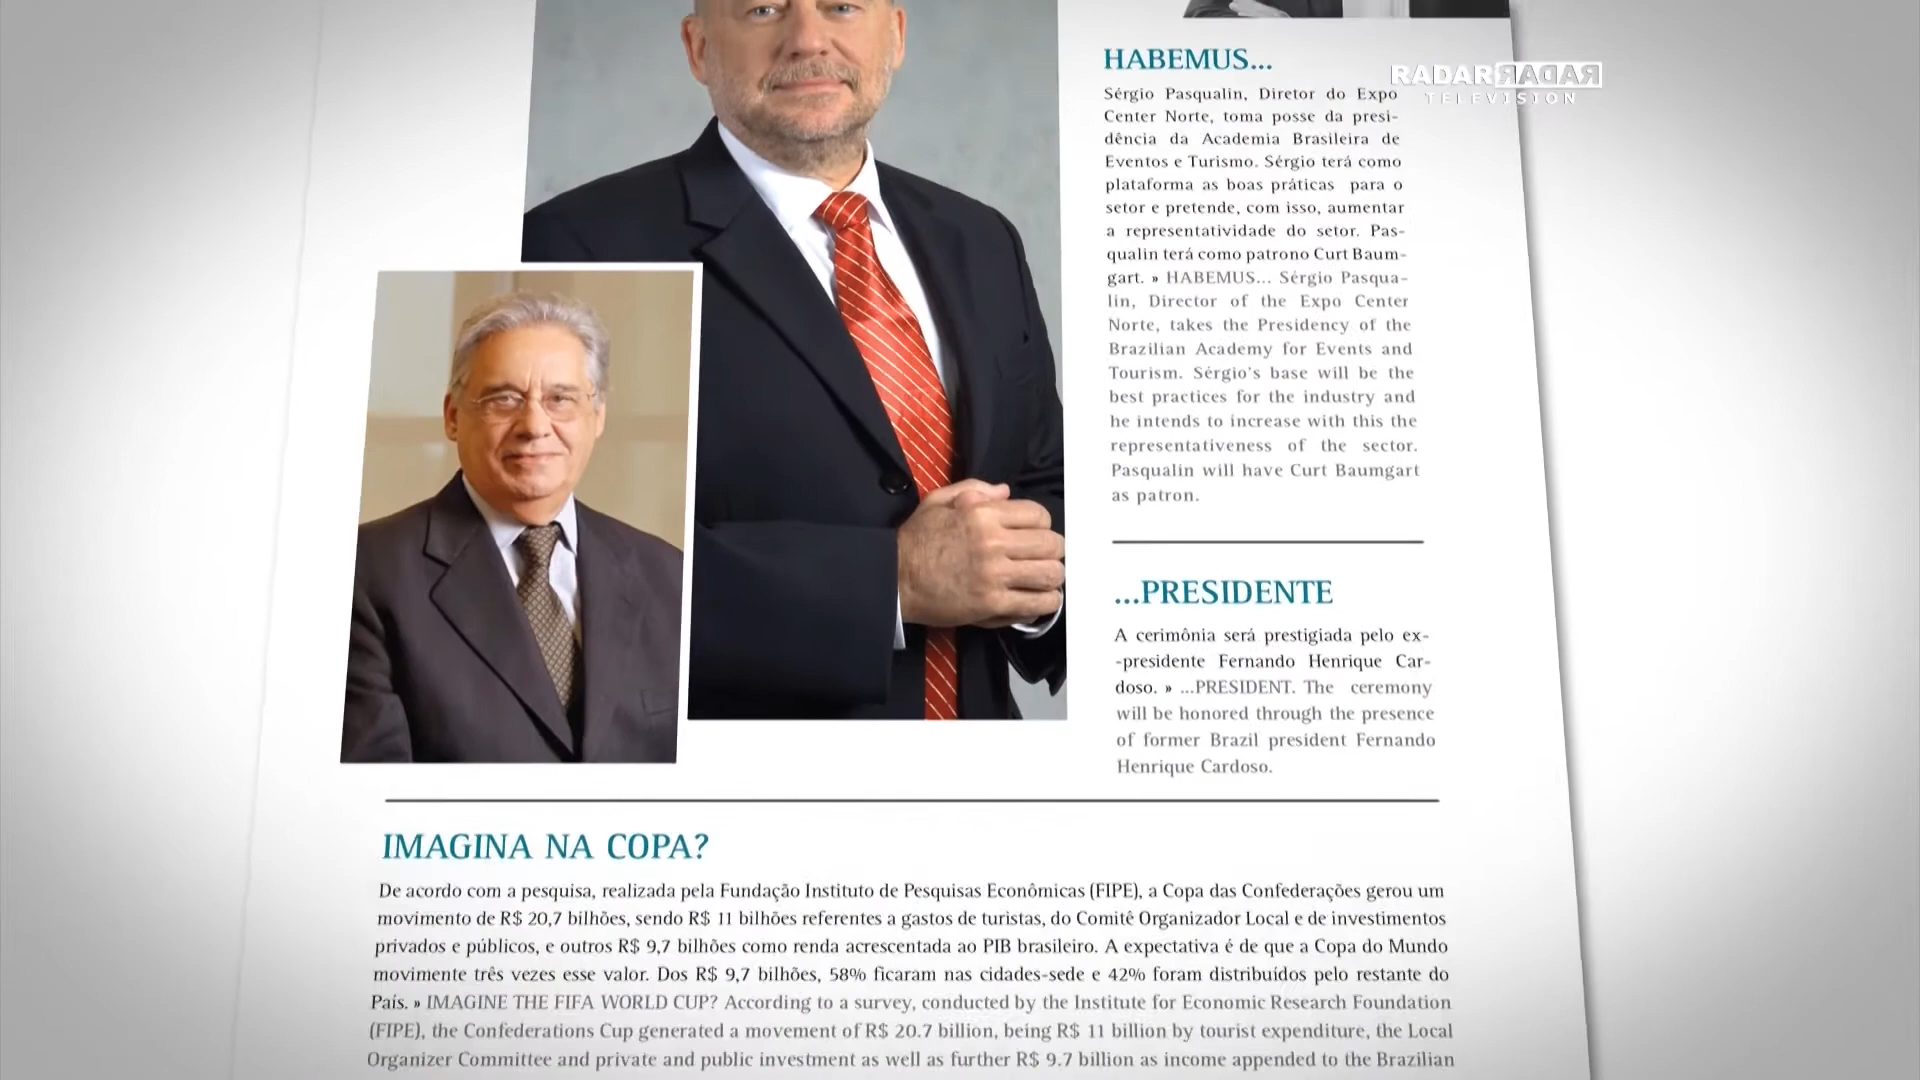 RADAR RADAR
TELEVISION
HABEMUS...
Sérgio Pasqualin, Diretor do Expo
Center Norte, toma posse da presi-
dência da Academia Brasileira de
Eventos e Turismo. Sérgio terá como
plataforma as boas práticas para o
setor e pretende, com isso, aumentar
a representatividade do setor. Pas-
qualin terá como patrono Curt Baum-
gart. » HABEMUS... Sérgio Pasqua-
lin, Director of the Expo Center
Norte, takes the Presidency of the
Brazilian Academy for Events and
Tourism. Sérgio's base will be the
best practices for the industry and
he intends to increase with this the
representativeness of the sector.
Pasqualin will have Curt Baumgart
as patron.
...PRESIDENTE
A cerimônia será prestigiada pelo ex-
-presidente Fernando Henrique Car-
doso. » ...PRESIDENT. The ceremony
will be honored through the presence
of former Brazil president Fernando
Henrique Cardoso.
IMAGINA NA COPA?
De acordo com a pesquisa, realizada pela Fundação Instituto de Pesquisas Econômicas (FIPE), a Copa das Confederações gerou um
movimento de R$ 20,7 bilhões, sendo R$ 11 bilhões referentes a gastos de turistas, do Comitê Organizador Local e de investimentos
privados e públicos, e outros R$ 9,7 bilhões como renda acrescentada ao PIB brasileiro. A expectativa é de que a Copa do Mundo
movimente três vezes esse valor. Dos R$ 9,7 bilhões, 58% ficaram nas cidades-sede e 42% foram distribuídos pelo restante do
País. » IMAGINE THE FIFA WORLD CUP? According to a survey, conducted by the Institute for Economic Research Foundation
(FIPE), the Confederations Cup generated a movement of R$ 20.7 billion, being R$ 11 billion by tourist expenditure, the Local
Organizer Committee and private and public investment as well as further R$ 9.7 billion as income appended to the Brazilian